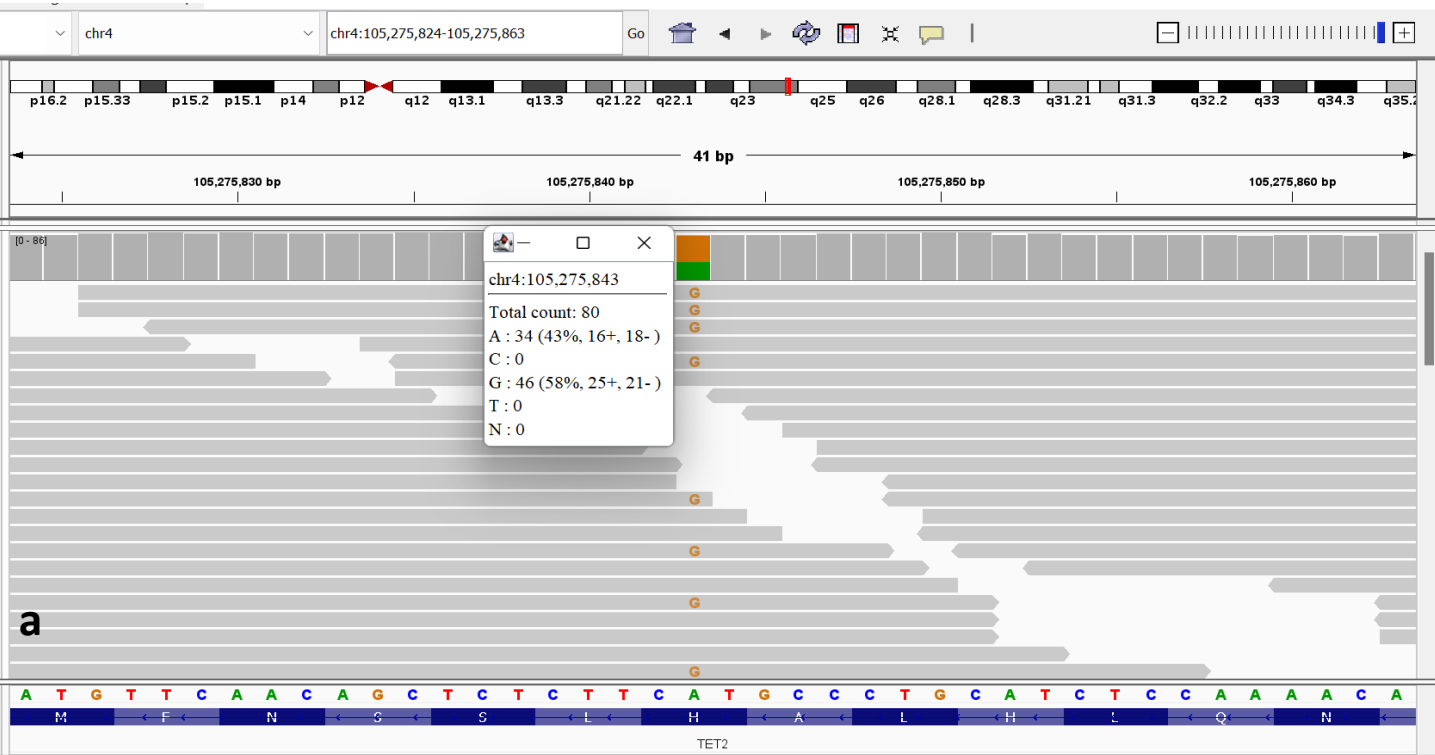 chr4 chr4:105,275,824-105,275,863 Go
p16.2 p15.33 p15.2 p15.1 p14 p12 q12 q13.1 q13.3 q21.22 q22.1 q23 q25 q26 q28.1 q28.3 q31.21 q31.3 q32.2 q33 q34.3 q35.2
41 bp
105,275,830 bp 105,275,840 bp 105,275,850 bp 105,275,860 bp
[0 - 86]
chr4:105,275,843
Total count: 80
A : 34 (43%, 16+, 18- )
C : 0
G : 46 (58%, 25+, 21- )
T : 0
N : 0
G
G
G
G
G
G
G
G
a
A T G T T C A A C A G C T C T C T T C A T G C C C T G C A T C T C C A A A A C A
M F N S S L H A L H L Q N
TET2